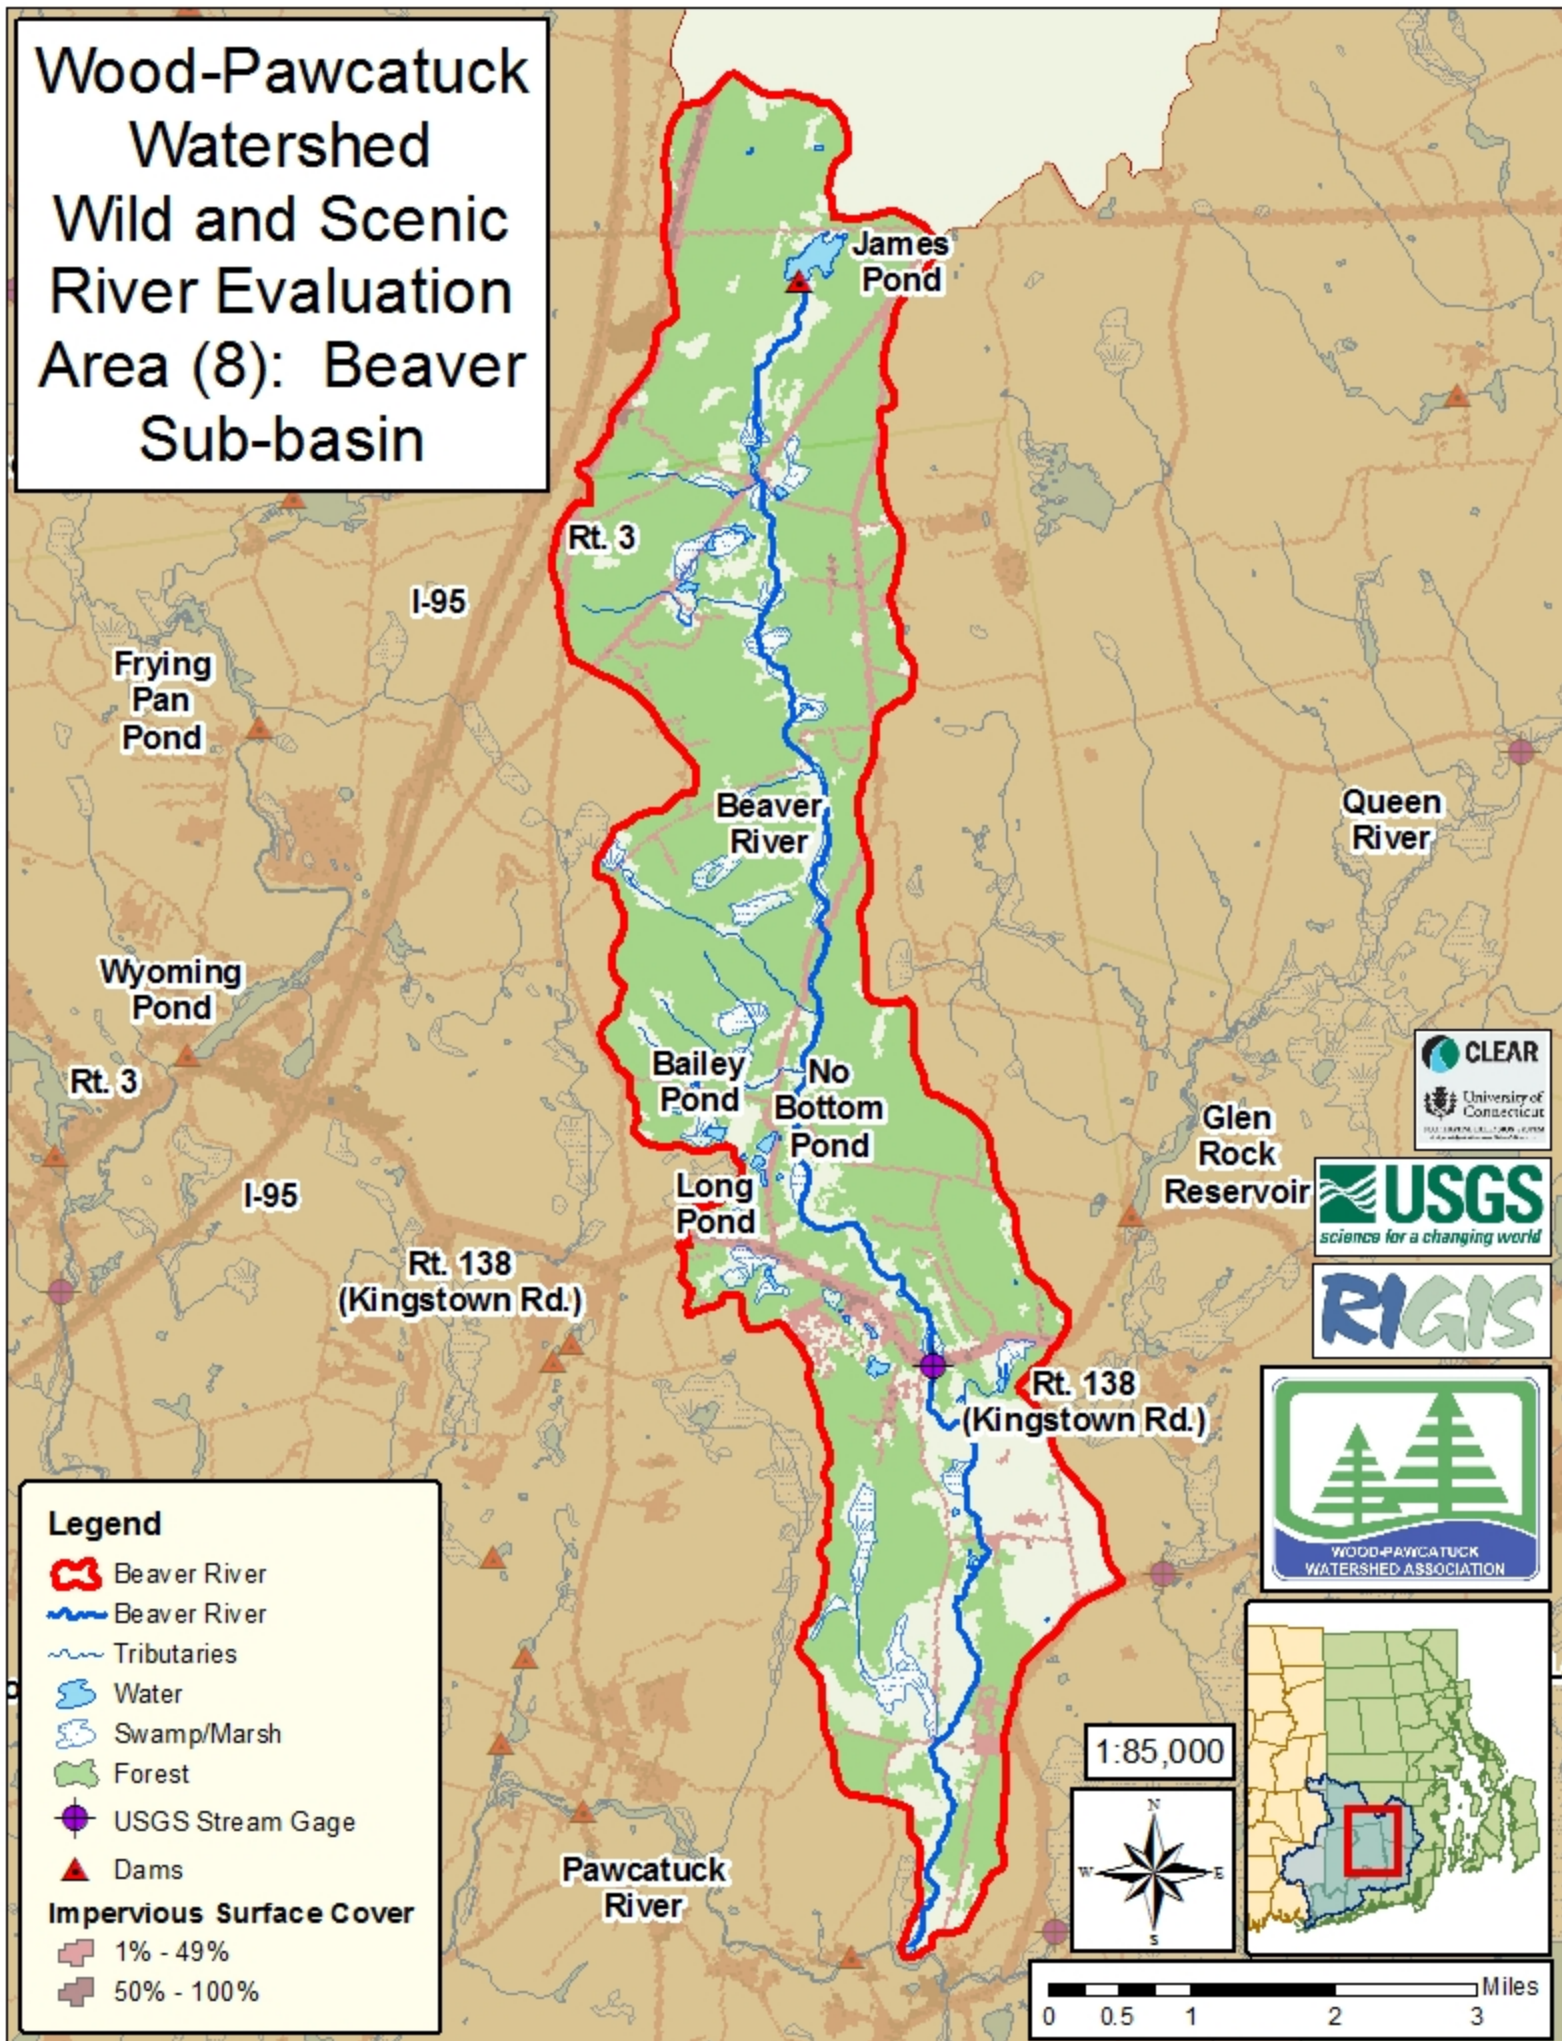 Wood-Pawcatuck
Watershed
Wild and Scenic
River Evaluation
Area (8): Beaver
Sub-basin
James
Pond
Rt. 3
I-95
Frying
Pan
Pond
Beaver
River
Queen
River
Wyoming
Pond
Rt. 3
Bailey
Pond
No
Bottom
Pond
Glen
Rock
Reservoir
I-95
Long
Pond
Rt. 138
(Kingstown Rd.)
Rt. 138
(Kingstown Rd.)
Pawcatuck
River
CLEAR
University of
Connecticut
USGS
science for a changing world
RIGIS
WOOD-PAWCATUCK
WATERSHED ASSOCIATION
Legend
Beaver River
Beaver River
Tributaries
Water
Swamp/Marsh
Forest
USGS Stream Gage
Dams
Impervious Surface Cover
1% - 49%
50% - 100%
1:85,000
N
W E
S
Miles
0 0.5 1 2 3